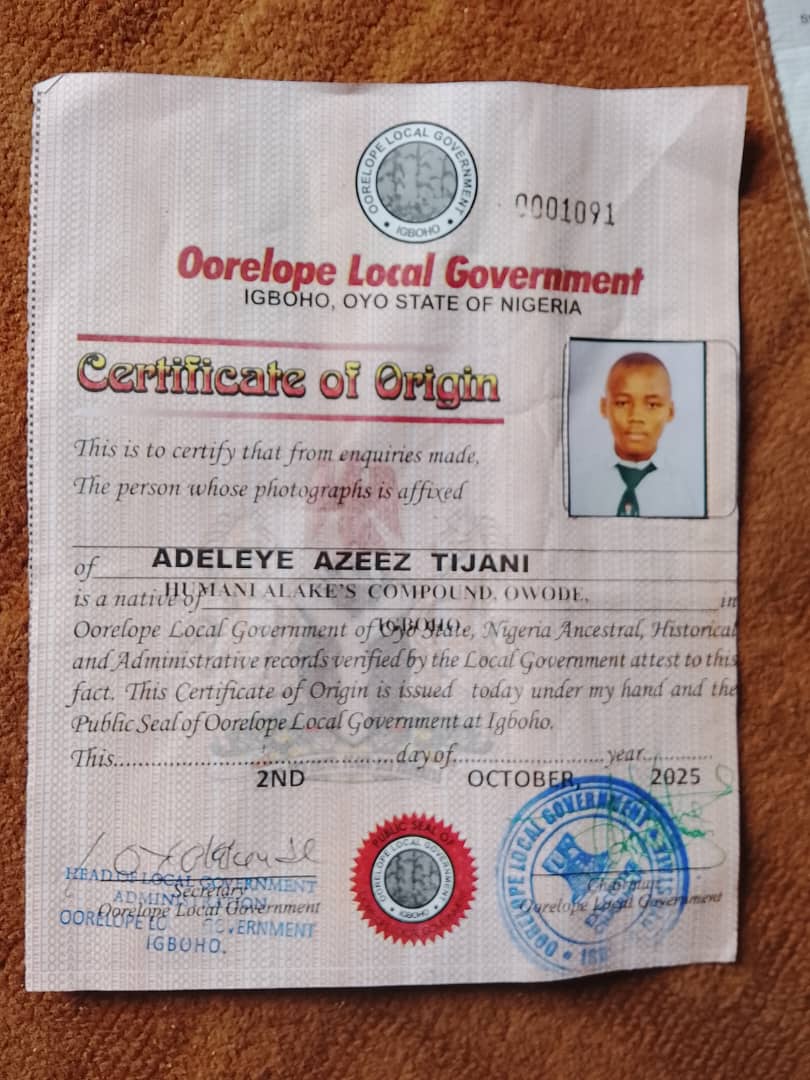 OORELOPE LOCAL GOVERNMENT
IGBOHO
0001091
Oorelope Local Government
IGBOHO, OYO STATE OF NIGERIA
Certificate of Origin
This is to certify that from enquiries made,
The person whose photographs is affixed
of ADELEYE AZEEZ TIJANI
is a native of HUMANI ALAKE'S COMPOUND, OWODE, in
IGBOHO
Oorelope Local Government of Oyo State, Nigeria Ancestral, Historical
and Administrative records verified by the Local Government attest to this
fact. This Certificate of Origin is issued today under my hand and the
Public Seal of Oorelope Local Government at Igboho.
This..............................day of......................year...........
2ND OCTOBER, 2025
HEAD OF LOCAL GOVERNMENT
Secretary
ADMINISTRATION
Oorelope Local Government
OORELOPE LO GOVERNMENT
IGBOHO.
PUBLIC SEAL OF
OORELOPE LOCAL GOVERNMENT
IGBOHO
OORELOPE LOCAL GOVERNMENT
Chairman
Oorelope Local Government